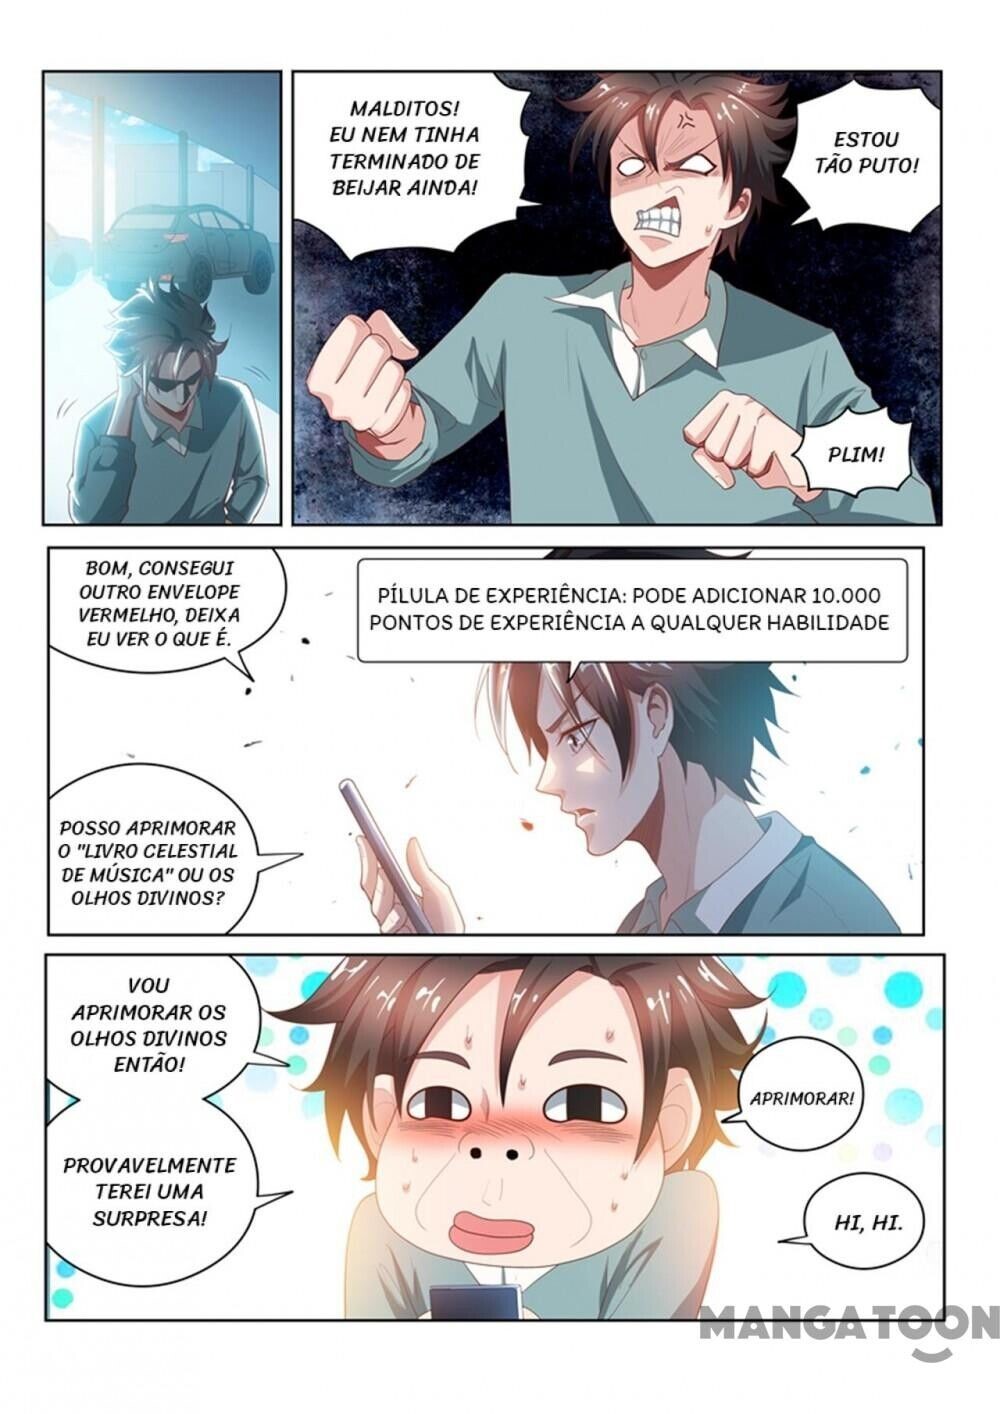 MALDITOS!
EU NEM TINHA
TERMINADO DE
BEIJAR AINDA!
ESTOU
TÃO PUTO!
PLIM!
BOM, CONSEGUI
OUTRO ENVELOPE
VERMELHO, DEIXA
EU VER O QUE É.
PÍLULA DE EXPERIÊNCIA: PODE ADICIONAR 10.000
PONTOS DE EXPERIÊNCIA A QUALQUER HABILIDADE
POSSO APRIMORAR
O "LIVRO CELESTIAL
DE MÚSICA" OU OS
OLHOS DIVINOS?
VOU
APRIMORAR OS
OLHOS DIVINOS
ENTÃO!
APRIMORAR!
PROVAVELMENTE
TEREI UMA
SURPRESA!
HI, HI.
MANGATOON